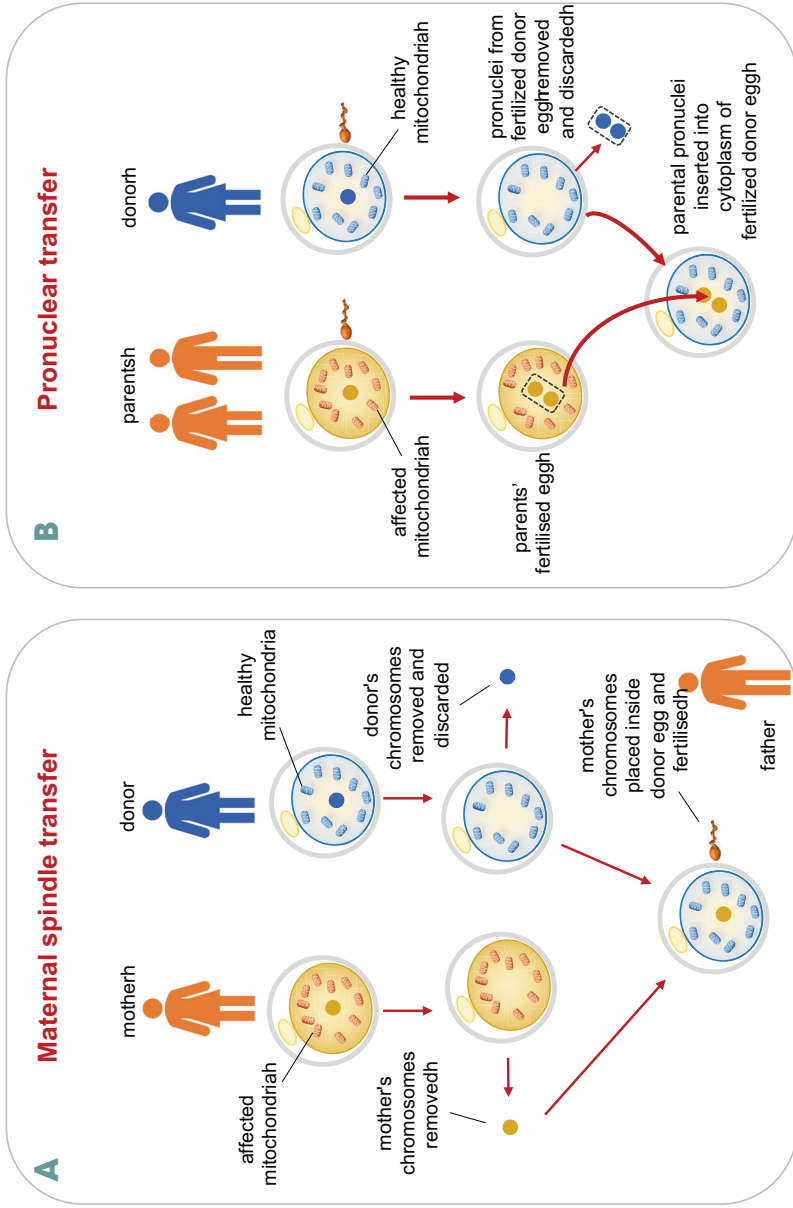 A
Maternal spindle transfer
motherh
donor
affected
mitochondriah
healthy
mitochondria
mother's
chromosomes
removedh
donor's
chromosomes
removed and
discarded
mother's
chromosomes
placed inside
donor egg and
fertilisedh
father
B
Pronuclear transfer
parentsh
donorh
affected
mitochondriah
healthy
mitochondriah
parents’
fertilised eggh
pronuclei from
fertilized donor
egghremoved
and discardedh
parental pronuclei
inserted into
cytoplasm of
fertilized donor eggh